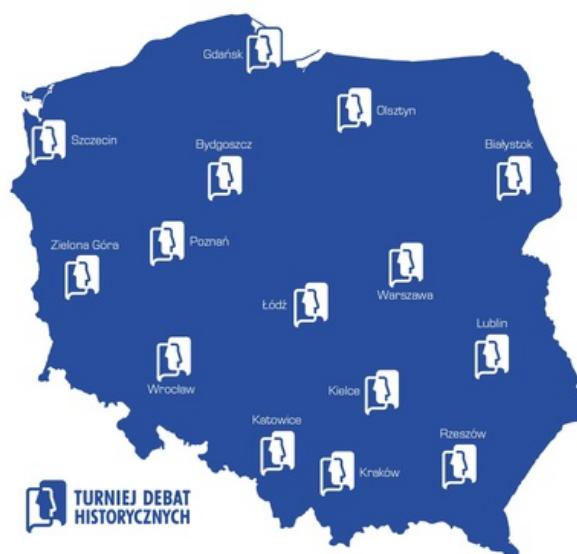 Gdańsk
Olsztyn
Szczecin
Bydgoszcz
Białystok
Zielona Góra
Poznań
Warszawa
Łódź
Lublin
Wrocław
Kielce
Katowice
Rzeszów
Kraków
TURNIEJ DEBAT
HISTORYCZNYCH